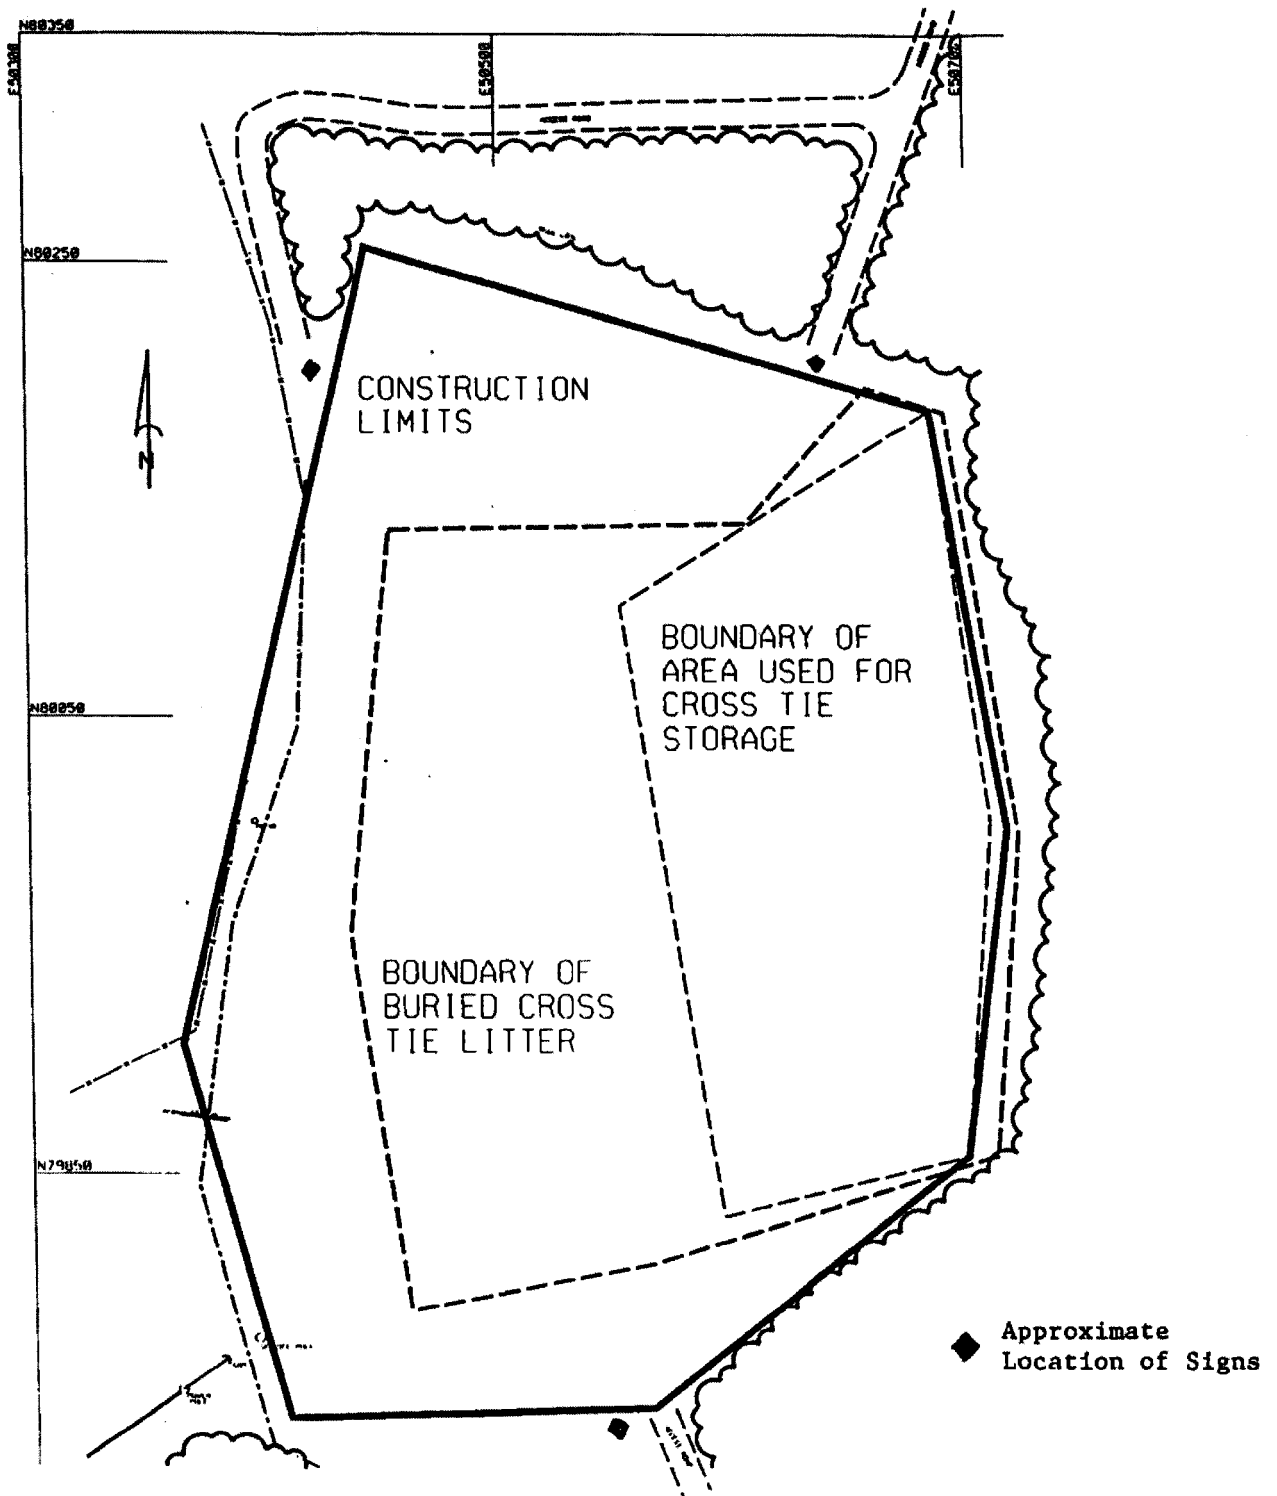 N80350
E50300
E50500
E50700
N80250
CONSTRUCTION
LIMITS
N
BOUNDARY OF
AREA USED FOR
CROSS TIE
STORAGE
N80050
BOUNDARY OF
BURIED CROSS
TIE LITTER
N79850
Approximate
Location of Signs